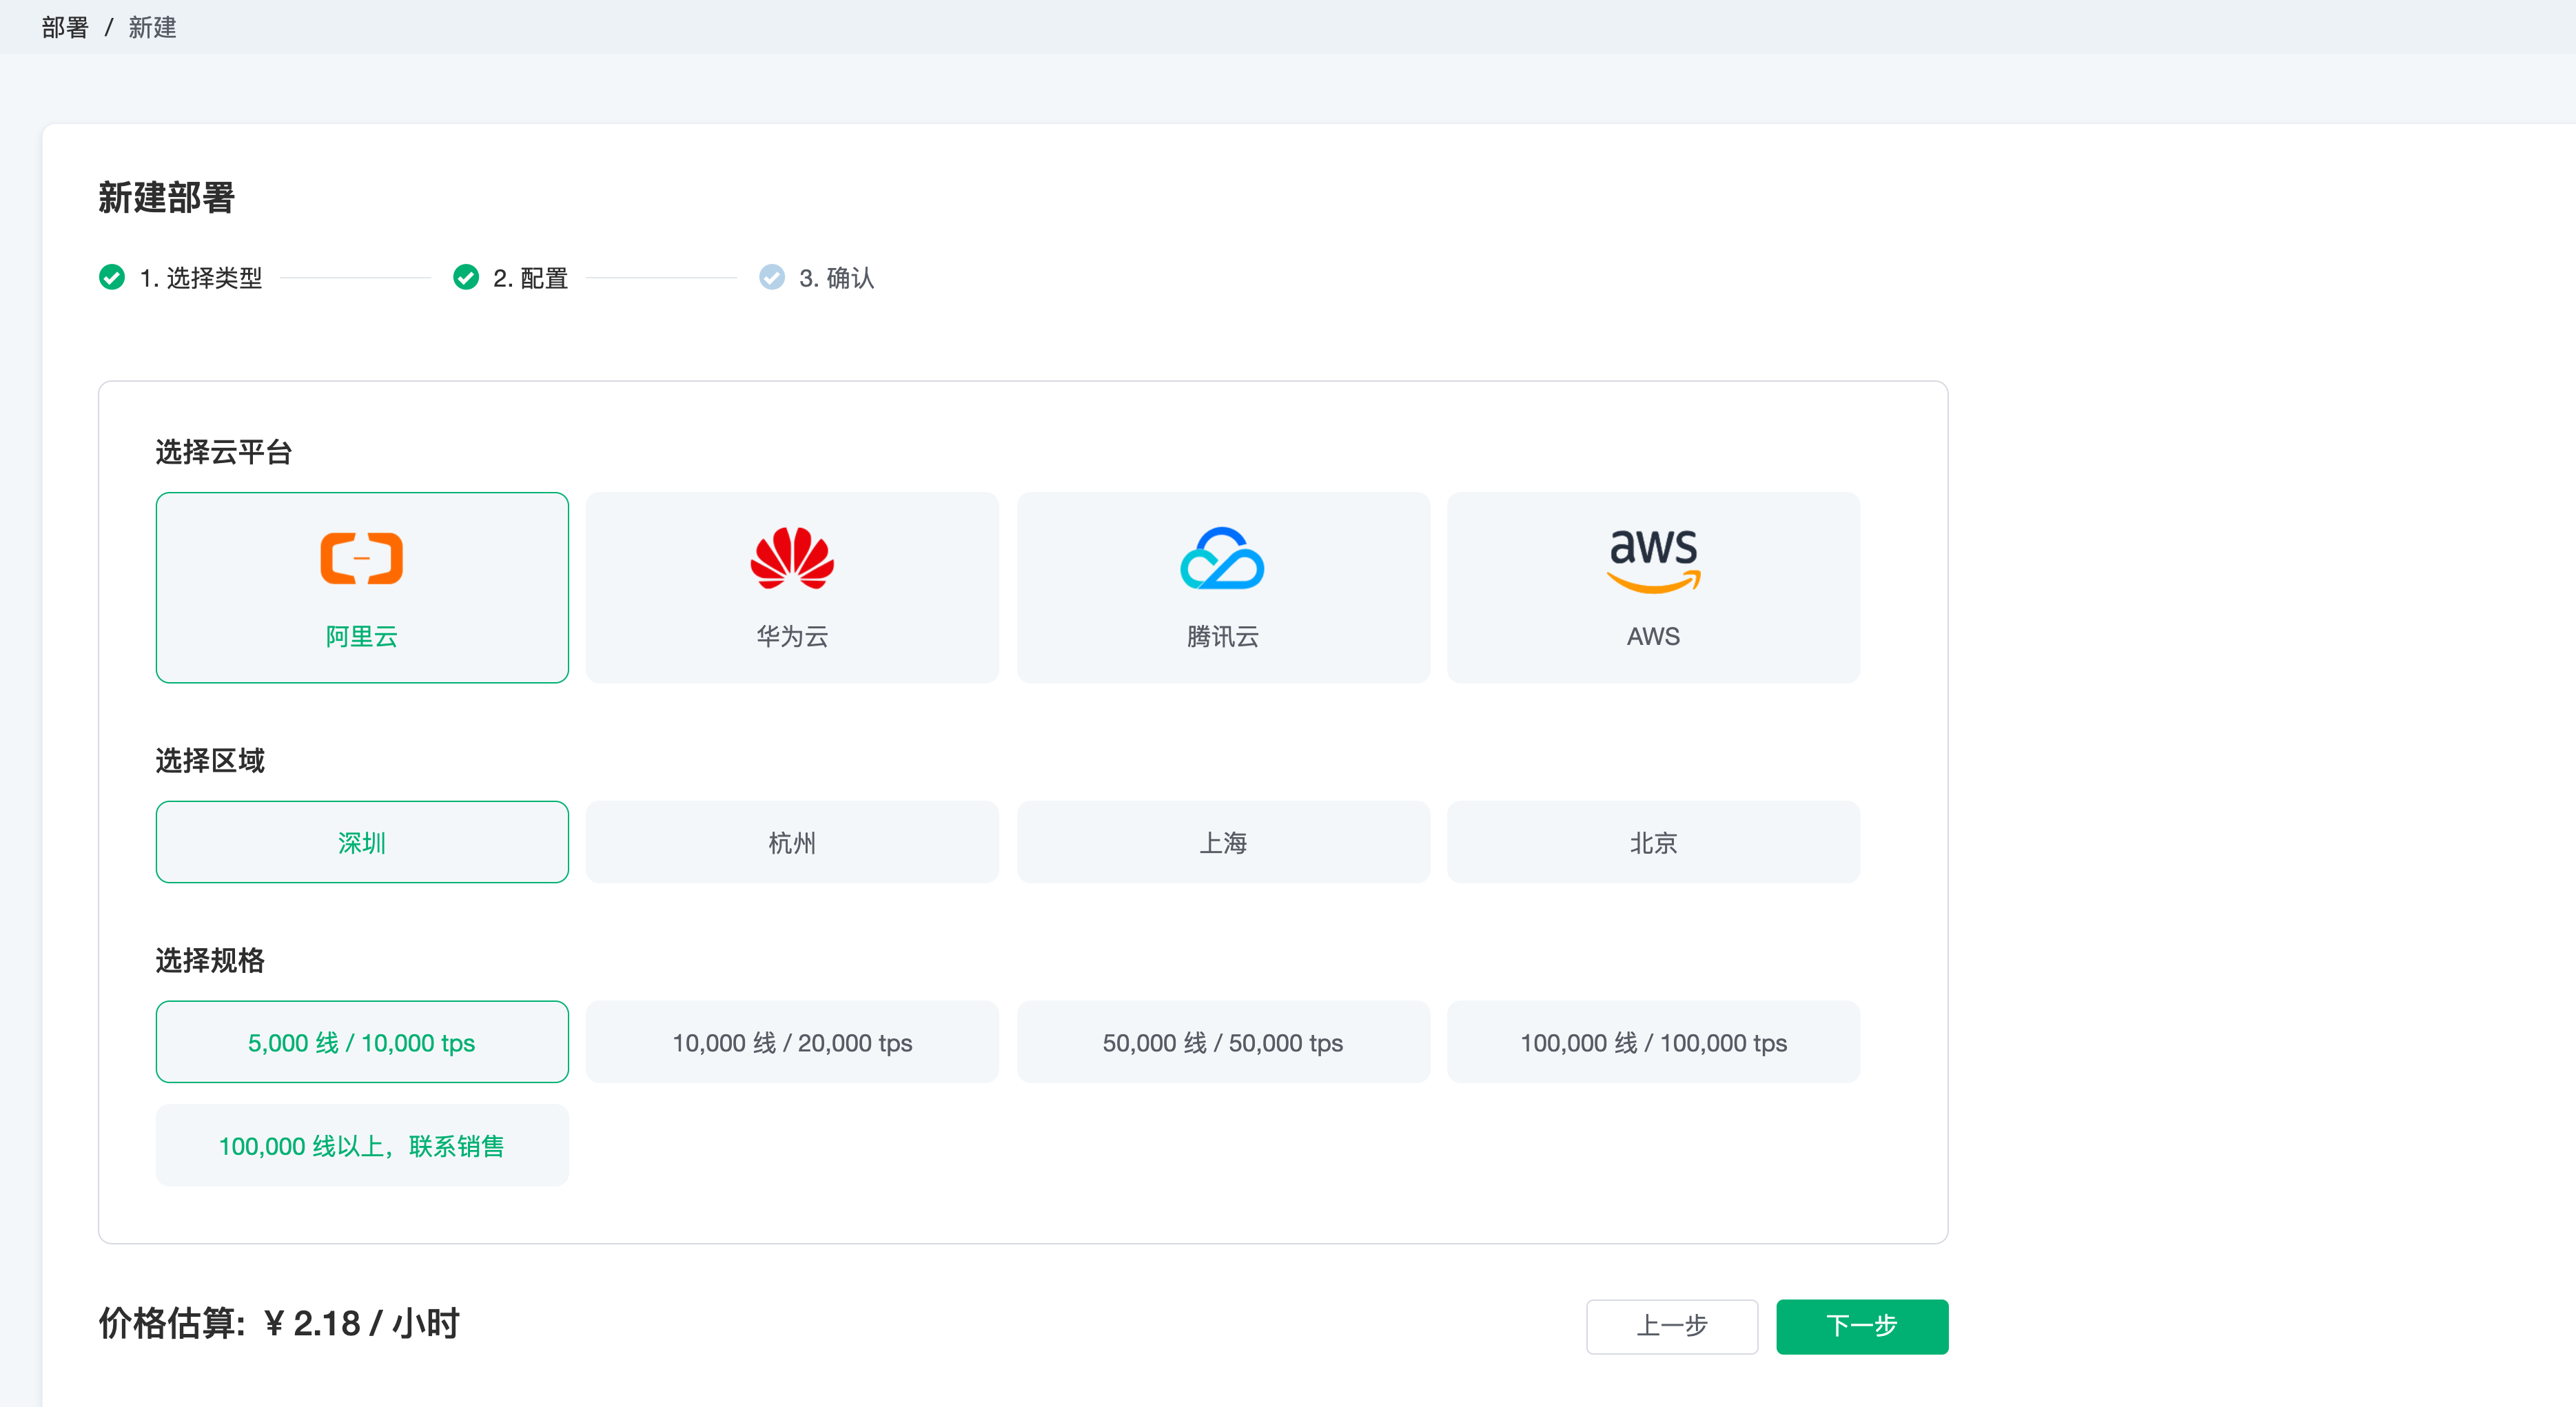 部署 / 新建
新建部署
1. 选择类型 2. 配置 3. 确认
选择云平台
aws
阿里云 华为云 腾讯云 AWS
选择区域
深圳 杭州 上海 北京
选择规格
5,000 线 / 10,000 tps 10,000 线 / 20,000 tps 50,000 线 / 50,000 tps 100,000 线 / 100,000 tps
100,000 线以上，联系销售
价格估算: ¥ 2.18 / 小时 上一步 下一步